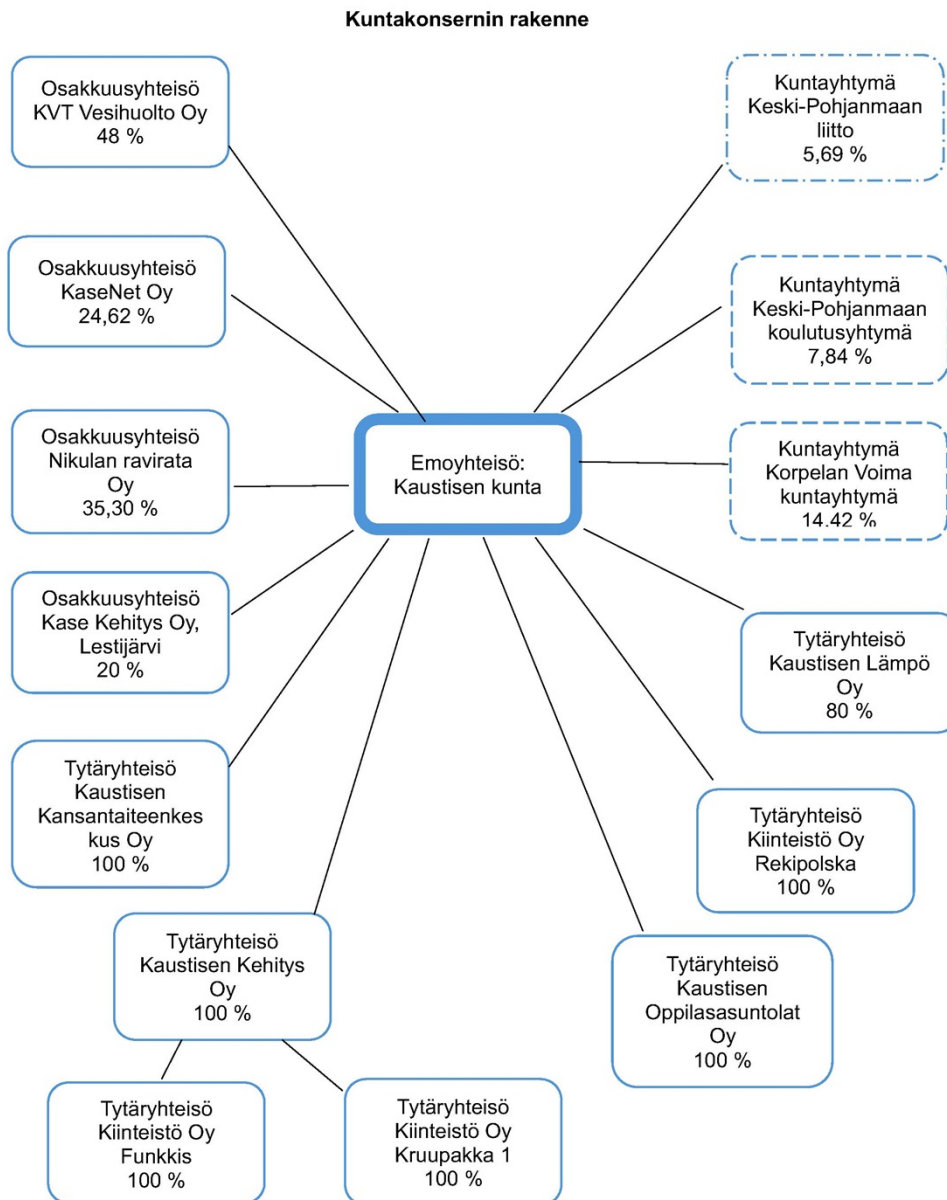 Kuntakonsernin rakenne
Osakkuusyhteisö
KVT Vesihuolto Oy
48 %
Kuntayhtymä
Keski-Pohjanmaan
liitto
5,69 %
Osakkuusyhteisö
KaseNet Oy
24,62 %
Kuntayhtymä
Keski-Pohjanmaan
koulutusyhtymä
7,84 %
Osakkuusyhteisö
Nikulan ravirata
Oy
35,30 %
Emoyhteisö:
Kaustisen kunta
Kuntayhtymä
Korpelan Voima
kuntayhtymä
14.42 %
Osakkuusyhteisö
Kase Kehitys Oy,
Lestijärvi
20 %
Tytäryhteisö
Kaustisen Lämpö
Oy
80 %
Tytäryhteisö
Kaustisen
Kansantaiteenkes
kus Oy
100 %
Tytäryhteisö
Kiinteistö Oy
Rekipolska
100 %
Tytäryhteisö
Kaustisen Kehitys
Oy
100 %
Tytäryhteisö
Kaustisen
Oppilasasuntolat
Oy
100 %
Tytäryhteisö
Kiinteistö Oy
Funkkis
100 %
Tytäryhteisö
Kiinteistö Oy
Kruupakka 1
100 %